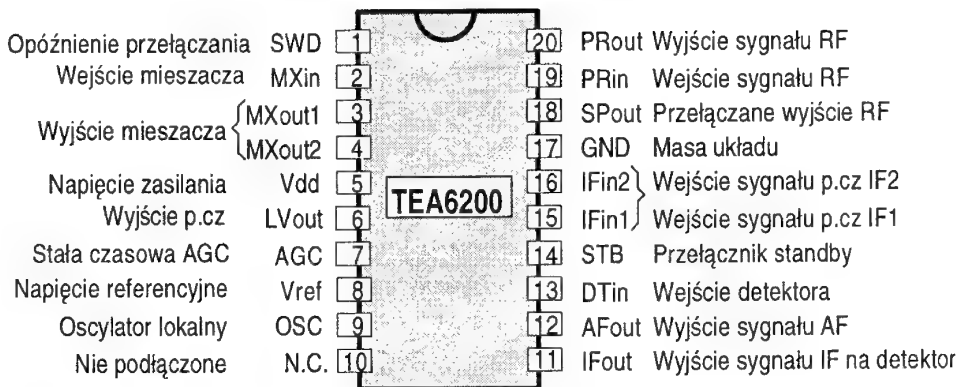 Opóźnienie przełączania SWD 1 20 PRout Wyjście sygnału RF
Wejście mieszacza MXin 2 19 PRin Wejście sygnału RF
Wyjście mieszacza MXout1 3 18 SPout Przełączane wyjście RF
MXout2 4 17 GND Masa układu
Napięcie zasilania Vdd 5 TEA6200 16 IFin2 Wejście sygnału p.cz IF2
Wyjście p.cz LVout 6 15 IFin1 Wejście sygnału p.cz IF1
Stała czasowa AGC AGC 7 14 STB Przełącznik standby
Napięcie referencyjne Vref 8 13 DTin Wejście detektora
Oscylator lokalny OSC 9 12 AFout Wyjście sygnału AF
Nie podłączone N.C. 10 11 IFout Wyjście sygnału IF na detektor